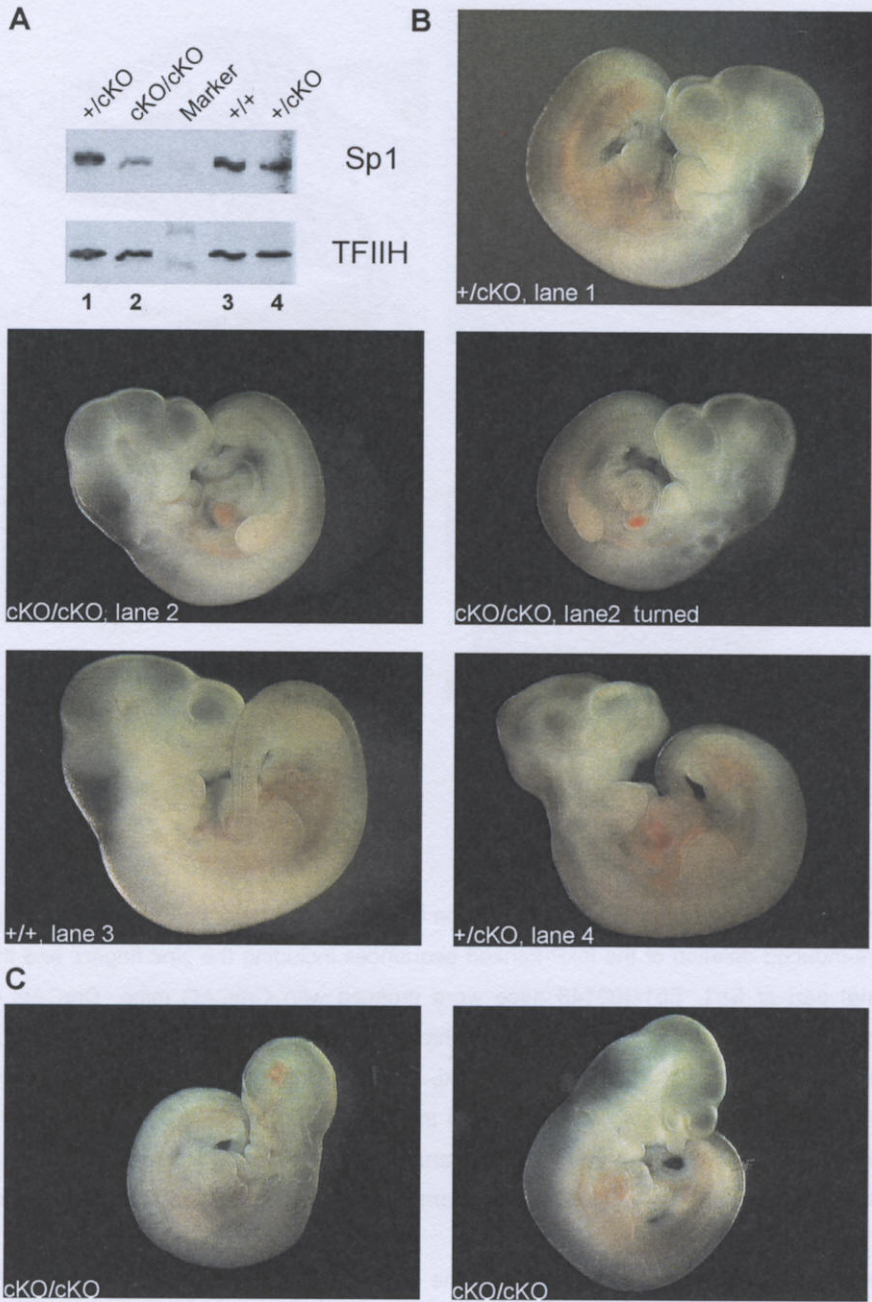 A
B
+/cKO
cKO/cKO
Marker
+/+
+/cKO
Sp1
TFIIH
1 2 3 4
+/cKO, lane 1
cKO/cKO, lane 2
cKO/cKO, lane2 turned
+/+, lane 3
+/cKO, lane 4
C
cKO/cKO
cKO/cKO